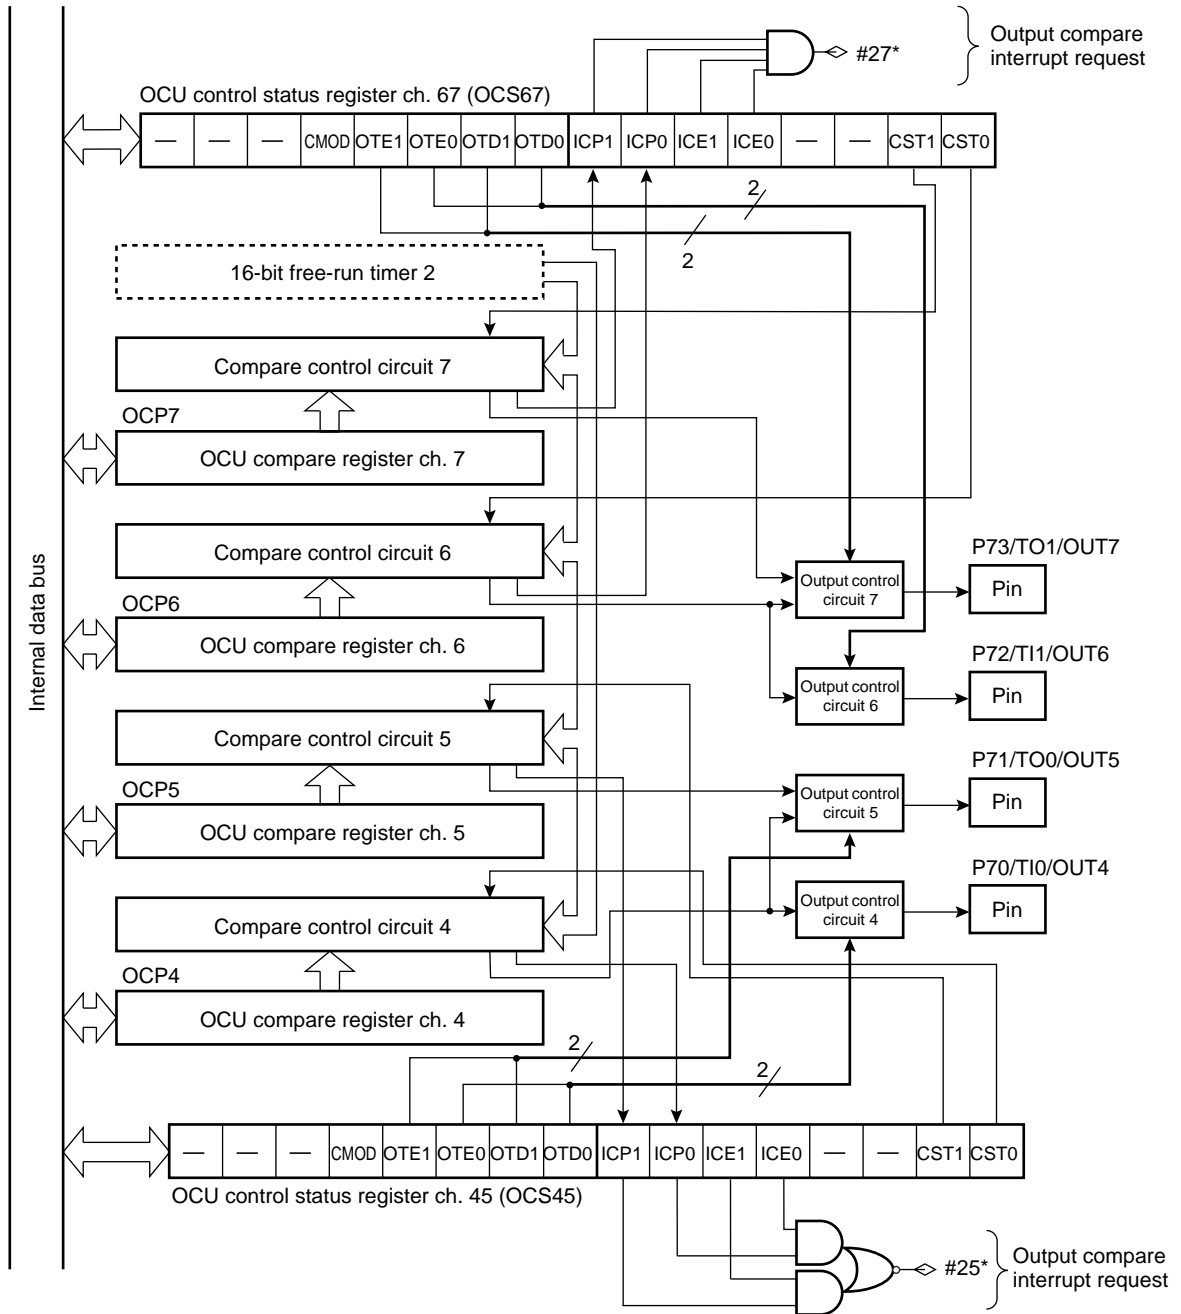 #27*
Output compare
interrupt request
OCU control status register ch. 67 (OCS67)
— — — CMOD OTE1 OTE0 OTD1 OTD0 ICP1 ICP0 ICE1 ICE0 — — CST1 CST0
2
2
16-bit free-run timer 2
Compare control circuit 7
OCP7
OCU compare register ch. 7
Compare control circuit 6
OCP6
OCU compare register ch. 6
Compare control circuit 5
OCP5
OCU compare register ch. 5
Compare control circuit 4
OCP4
OCU compare register ch. 4
Internal data bus
Output control
circuit 7
P73/TO1/OUT7
Pin
Output control
circuit 6
P72/TI1/OUT6
Pin
Output control
circuit 5
P71/TO0/OUT5
Pin
Output control
circuit 4
P70/TI0/OUT4
Pin
2
2
— — — CMOD OTE1 OTE0 OTD1 OTD0 ICP1 ICP0 ICE1 ICE0 — — CST1 CST0
OCU control status register ch. 45 (OCS45)
#25*
Output compare
interrupt request